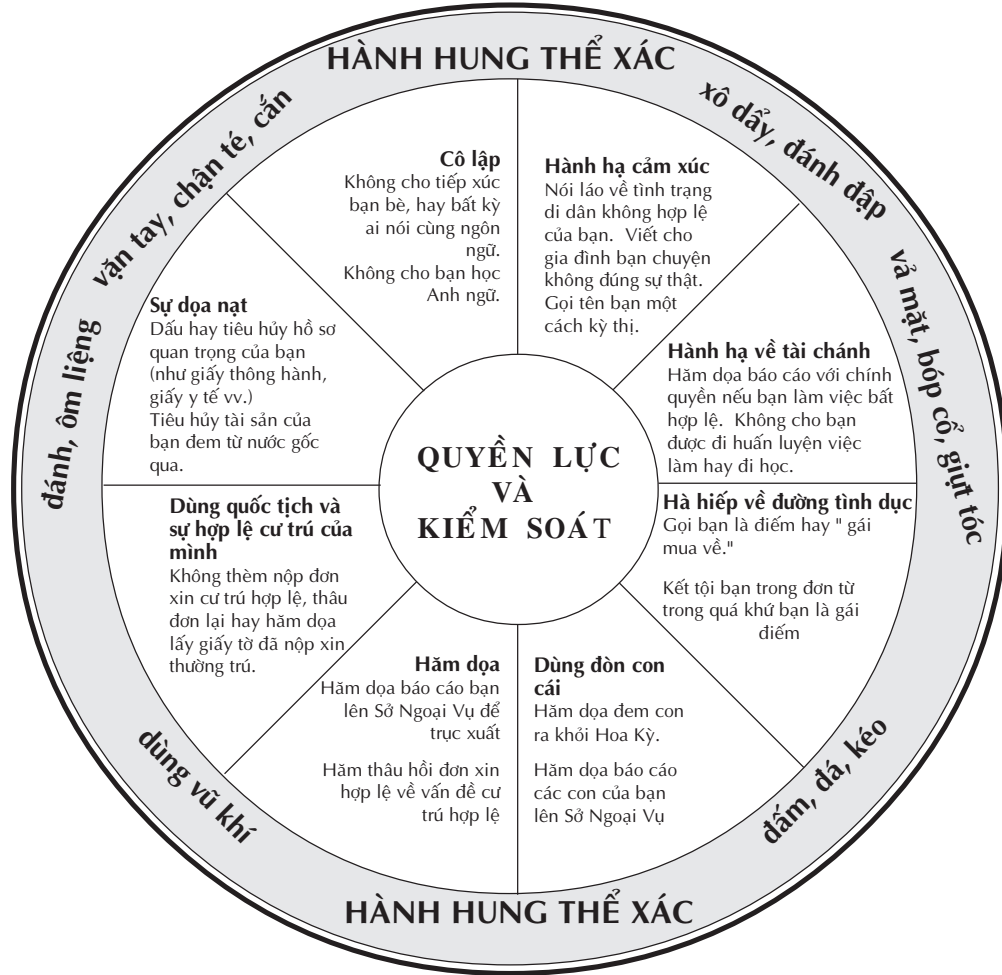 HÀNH HUNG THỂ XÁC
xô dẩy, đánh đập
vả mặt, bóp cổ, giựt tóc
đấm, đá, kéo
HÀNH HUNG THỂ XÁC
dùng vũ khí
đánh, ôm liệng
vặn tay, chận té, cắn
Cô lập
Không cho tiếp xúc
bạn bè, hay bất kỳ
ai nói cùng ngôn
ngữ.
Không cho bạn học
Anh ngữ.
Hành hạ cảm xúc
Nói láo về tình trạng
di dân không hợp lệ
của bạn.  Viết cho
gia đình bạn chuyện
không đúng sự thật.
Gọi tên bạn một
cách kỳ thị.
Hành hạ về tài chánh
Hăm dọa báo cáo với chính
quyền nếu bạn làm việc bất
hợp lệ.  Không cho bạn
được đi huấn luyện việc
làm hay đi học.
Hà hiếp về đường tình dục
Gọi bạn là điếm hay " gái
mua về."
Kết tội bạn trong đơn từ
trong quá khứ bạn là gái
điếm
Dùng đòn con
cái
Hăm dọa đem con
ra khỏi Hoa Kỳ.
Hăm dọa báo cáo
các con của bạn
lên Sở Ngoại Vụ
Hăm dọa
Hăm dọa báo cáo bạn
lên Sở Ngoại Vụ để
trục xuất
Hăm thâu hồi đơn xin
hợp lệ về vấn đề cư
trú hợp lệ
Dùng quốc tịch và
sự hợp lệ cư trú của
mình
Không thèm nộp đơn
xin cư trú hợp lệ, thâu
đơn lại hay hăm dọa
lấy giấy tờ đã nộp xin
thường trú.
Sự dọa nạt
Dấu hay tiêu hủy hồ sơ
quan trọng của bạn
(như giấy thông hành,
giấy y tế vv.)
Tiêu hủy tài sản của
bạn đem từ nước gốc
qua.
QUYỀN LỰC
VÀ
KIỂM SOÁT